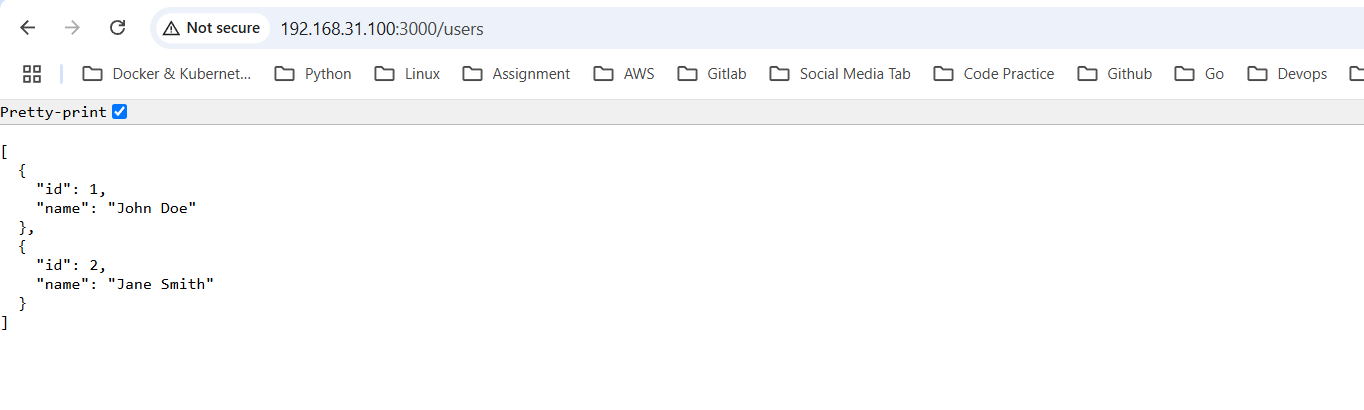 Not secure 192.168.31.100:3000/users
Docker & Kubernet... Python Linux Assignment AWS Gitlab Social Media Tab Code Practice Github Go Devops
Pretty-print
[
  {
    "id": 1,
    "name": "John Doe"
  },
  {
    "id": 2,
    "name": "Jane Smith"
  }
]